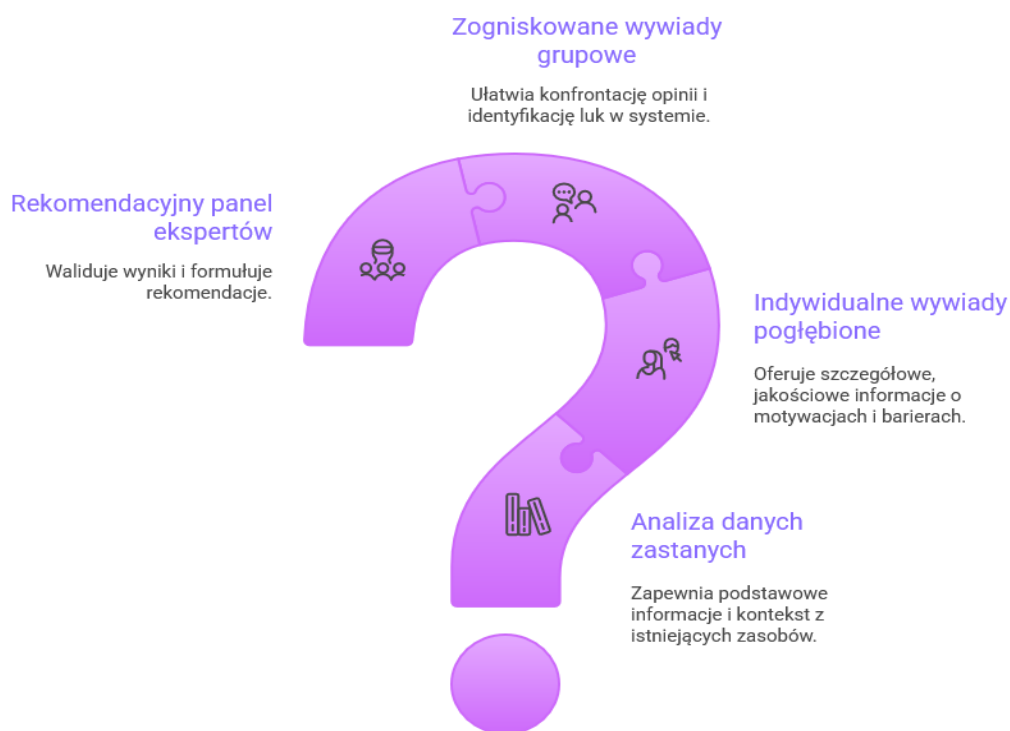 Zogniskowane wywiady
grupowe
Ułatwia konfrontację opinii i
identyfikację luk w systemie.
Rekomendacyjny panel
ekspertów
Waliduje wyniki i formułuje
rekomendacje.
Indywidualne wywiady
pogłębione
Oferuje szczegółowe,
jakościowe informacje o
motywacjach i barierach.
Analiza danych
zastanych
Zapewnia podstawowe
informacje i kontekst z
istniejących zasobów.